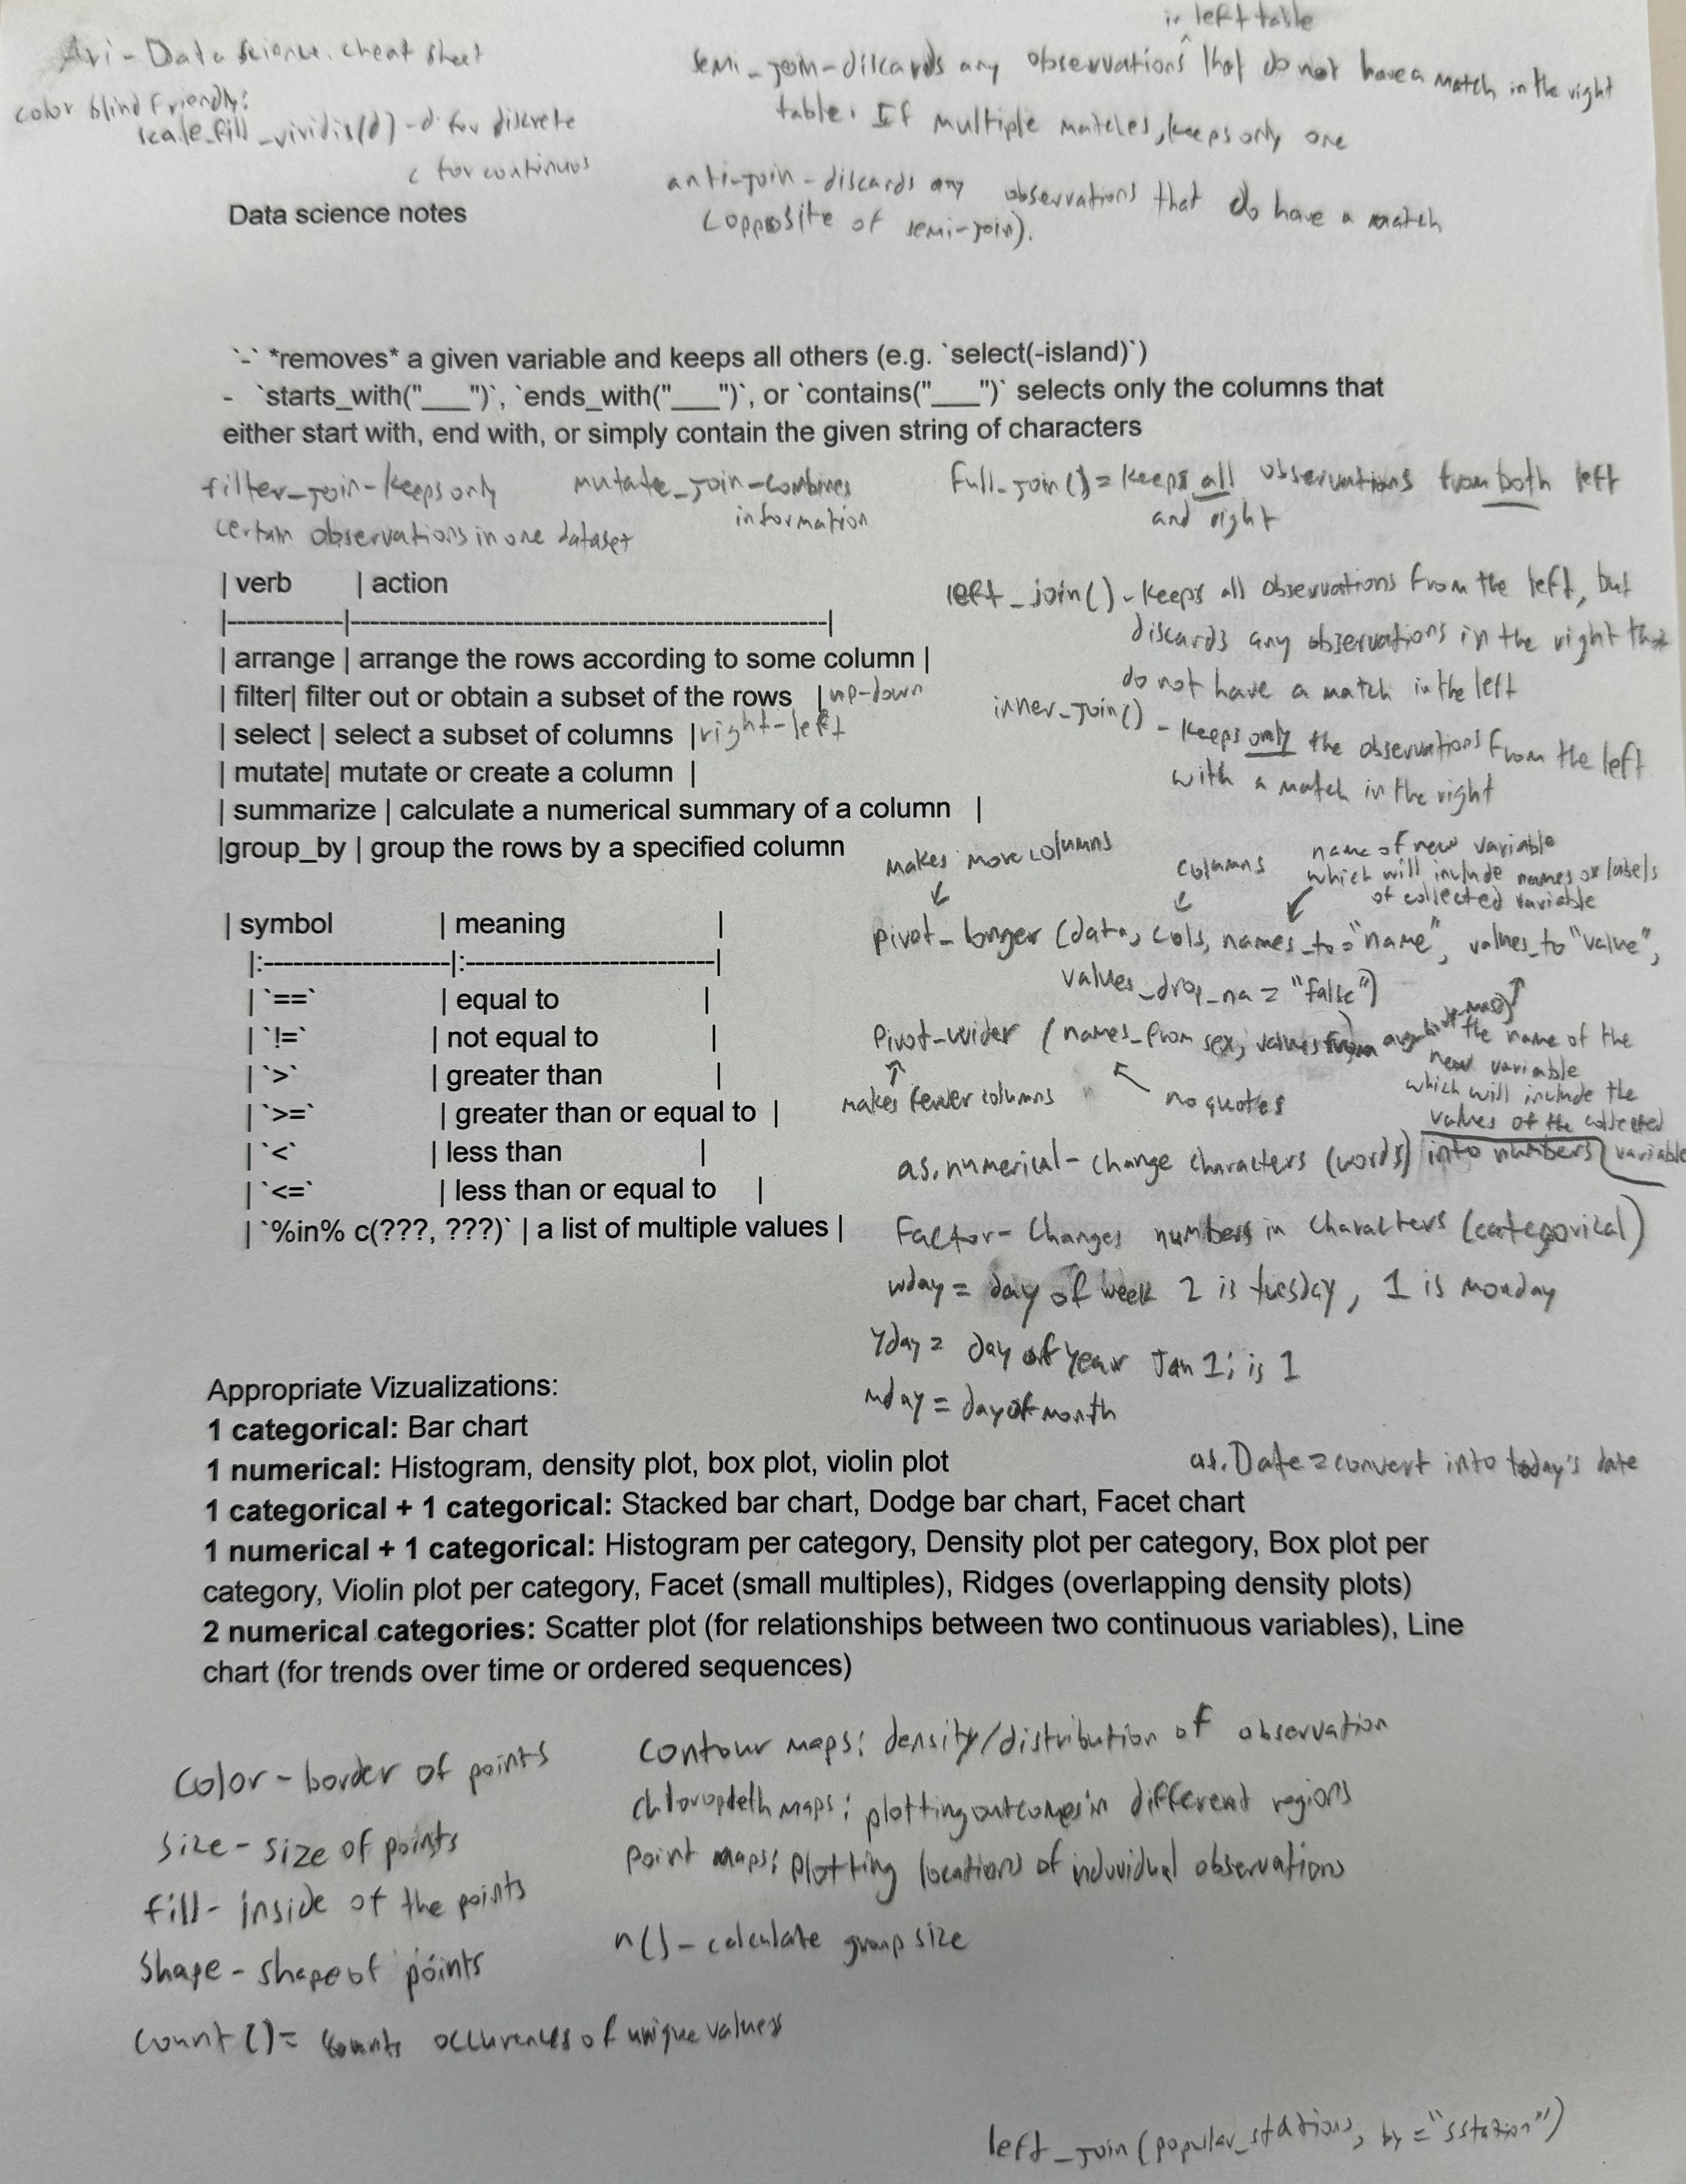 Avi - Data science cheat sheet
color blind friendly:
scale_fill_viridis(d) - d for discrete
c for continuous
in left table
semi_join - discards any observations ^ that do not have a match in the right
table. If multiple matches, keeps only one
anti-join - discards any observations that do have a match
(opposite of semi-join).
Data science notes
`-` *removes* a given variable and keeps all others (e.g. `select(-island)`)
- `starts_with("___")`, `ends_with("___")`, or `contains("___")` selects only the columns that
either start with, end with, or simply contain the given string of characters
filter_join - keeps only
certain observations in one dataset
mutate_join - combines
information
full_join() = keeps all observations from both left
and right
| verb | action
|------------|--------------------------------------------------|
| arrange | arrange the rows according to some column |
| filter| filter out or obtain a subset of the rows | up-down
| select | select a subset of columns | right-left
| mutate| mutate or create a column |
| summarize | calculate a numerical summary of a column |
|group_by | group the rows by a specified column
left_join() - keeps all observations from the left, but
discards any observations in the right that
do not have a match in the left
inner_join()
- keeps only the observations from the left
with a match in the right
makes more columns
columns
name of new variable
which will include names or labels
of collected variable
pivot_longer (data, cols, names_to = "name", values_to "value",
values_drop_na = "false")
Pivot-wider (names_from sex, values from
makes fewer columns
no quotes
the name of the
new variable
which will include the
values of the collected
variable
as.numerical - change characters (words) into numbers
Factor - changes numbers in characters (categorical)
wday = day of week 2 is tuesday, 1 is monday
yday = day of year Jan 1; is 1
mday = day of month
as.Date = convert into today's date
| symbol | meaning |
|:--------------------|:---------------------------|
| `==` | equal to |
| `!=` | not equal to |
| `>` | greater than |
| `>=` | greater than or equal to |
| `<` | less than |
| `<=` | less than or equal to |
| `%in% c(???, ???)` | a list of multiple values |
Appropriate Vizualizations:
1 categorical: Bar chart
1 numerical: Histogram, density plot, box plot, violin plot
1 categorical + 1 categorical: Stacked bar chart, Dodge bar chart, Facet chart
1 numerical + 1 categorical: Histogram per category, Density plot per category, Box plot per
category, Violin plot per category, Facet (small multiples), Ridges (overlapping density plots)
2 numerical categories: Scatter plot (for relationships between two continuous variables), Line
chart (for trends over time or ordered sequences)
Color - border of points
Size - size of points
fill - inside of the points
Shape - shape of points
count() = counts occurences of unique values
contour maps: density/distribution of observation
chloropleth maps: plotting outcomes in different regions
point maps: plotting locations of individual observations
n() - calculate group size
left_join (popular_stations, by = "sstation")